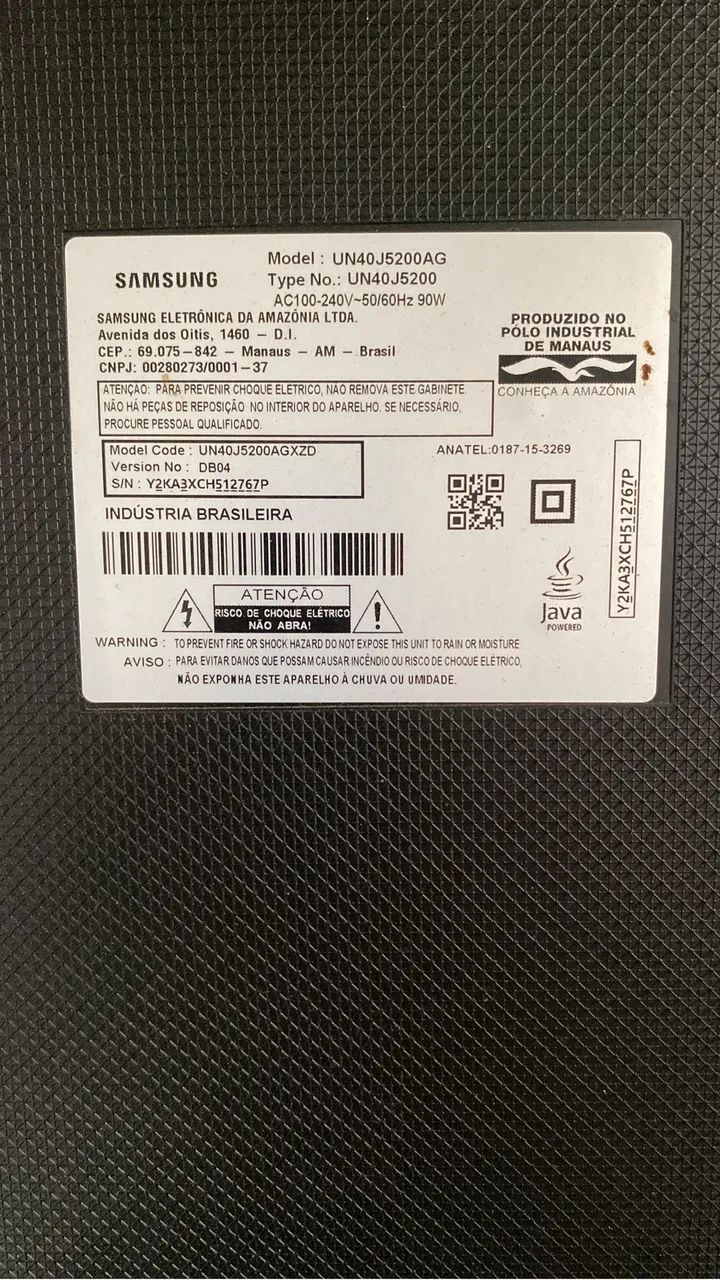 SAMSUNG
Model : UN40J5200AG
Type No.: UN40J5200
AC100-240V~50/60Hz 90W
SAMSUNG ELETRÔNICA DA AMAZÔNIA LTDA.
Avenida dos Oitis, 1460 – D.I.
CEP.: 69.075–842 – Manaus – AM – Brasil
CNPJ: 00280273/0001–37
PRODUZIDO NO
PÓLO INDUSTRIAL
DE MANAUS
CONHEÇA A AMAZÔNIA
ATENÇAO: PARA PREVENIR CHOQUE ELETRICO, NÃO REMOVA ESTE GABINETE.
NÃO HÁ PEÇAS DE REPOSIÇÃO NO INTERIOR DO APARELHO. SE NECESSÁRIO,
PROCURE PESSOAL QUALIFICADO.
Model Code : UN40J5200AGXZD
Version No : DB04
S/N : Y2KA3XCH512767P
ANATEL:0187-15-3269
Y2KA3XCH512767P
INDÚSTRIA BRASILEIRA
Java
POWERED
ATENÇÃO
RISCO DE CHOQUE ELÉTRICO
NÃO ABRA!
WARNING : TO PREVENT FIRE OR SHOCK HAZARD DO NOT EXPOSE THIS UNIT TO RAIN OR MOISTURE
AVISO : PARA EVITAR DANOS QUE POSSAM CAUSAR INCÊNDIO OU RISCO DE CHOQUE ELÉTRICO,
NÃO EXPONHA ESTE APARELHO À CHUVA OU UMIDADE.